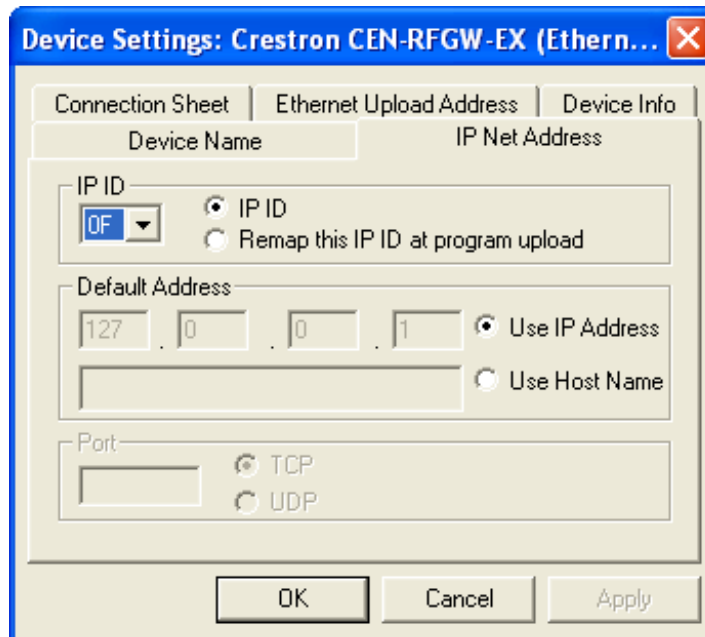 Device Settings: Crestron CEN-RFGW-EX (Ethern...
Connection Sheet
Ethernet Upload Address
Device Info
Device Name
IP Net Address
IP ID
0F
IP ID
Remap this IP ID at program upload
Default Address
127 . 0 . 0 . 1
Use IP Address
Use Host Name
Port
TCP
UDP
OK
Cancel
Apply